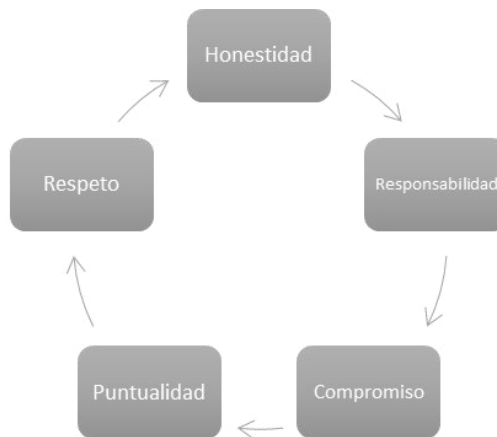 Honestidad
Respeto
Responsabilidad
Puntualidad
Compromiso